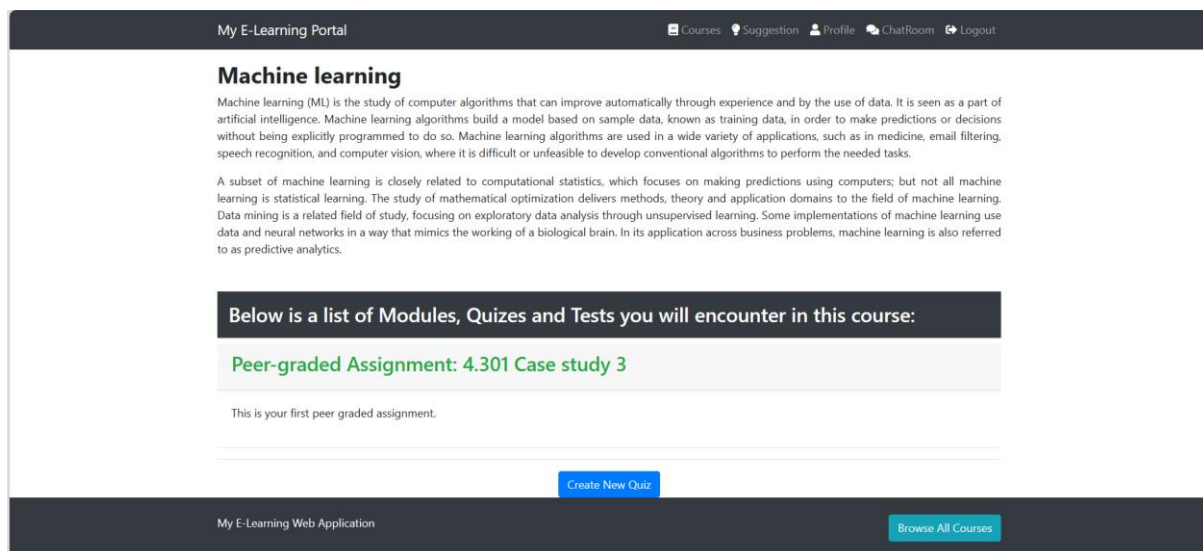 My E-Learning Portal
Courses Suggestion Profile ChatRoom Logout
Machine learning
Machine learning (ML) is the study of computer algorithms that can improve automatically through experience and by the use of data. It is seen as a part of
artificial intelligence. Machine learning algorithms build a model based on sample data, known as training data, in order to make predictions or decisions
without being explicitly programmed to do so. Machine learning algorithms are used in a wide variety of applications, such as in medicine, email filtering,
speech recognition, and computer vision, where it is difficult or unfeasible to develop conventional algorithms to perform the needed tasks.
A subset of machine learning is closely related to computational statistics, which focuses on making predictions using computers; but not all machine
learning is statistical learning. The study of mathematical optimization delivers methods, theory and application domains to the field of machine learning.
Data mining is a related field of study, focusing on exploratory data analysis through unsupervised learning. Some implementations of machine learning use
data and neural networks in a way that mimics the working of a biological brain. In its application across business problems, machine learning is also referred
to as predictive analytics.
Below is a list of Modules, Quizes and Tests you will encounter in this course:
Peer-graded Assignment: 4.301 Case study 3
This is your first peer graded assignment.
Create New Quiz
My E-Learning Web Application
Browse All Courses